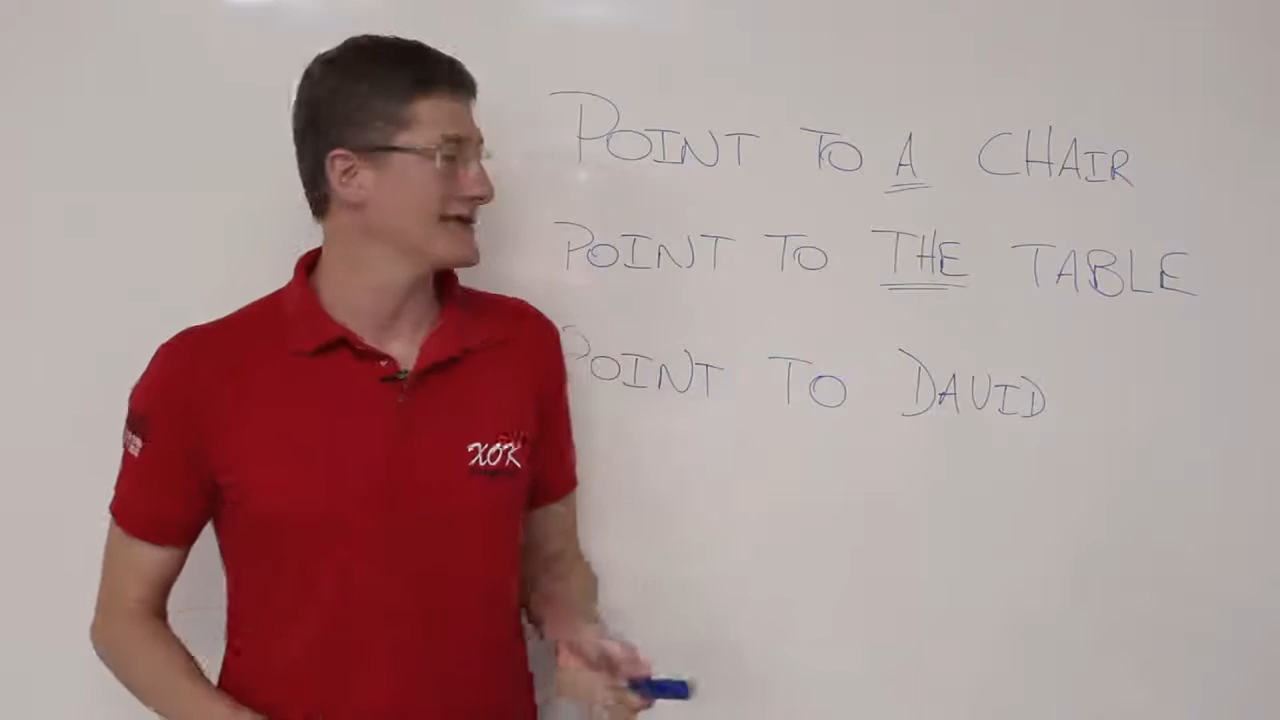 POINT TO A CHAIR
POINT TO THE TABLE
POINT TO DAVID
XOK